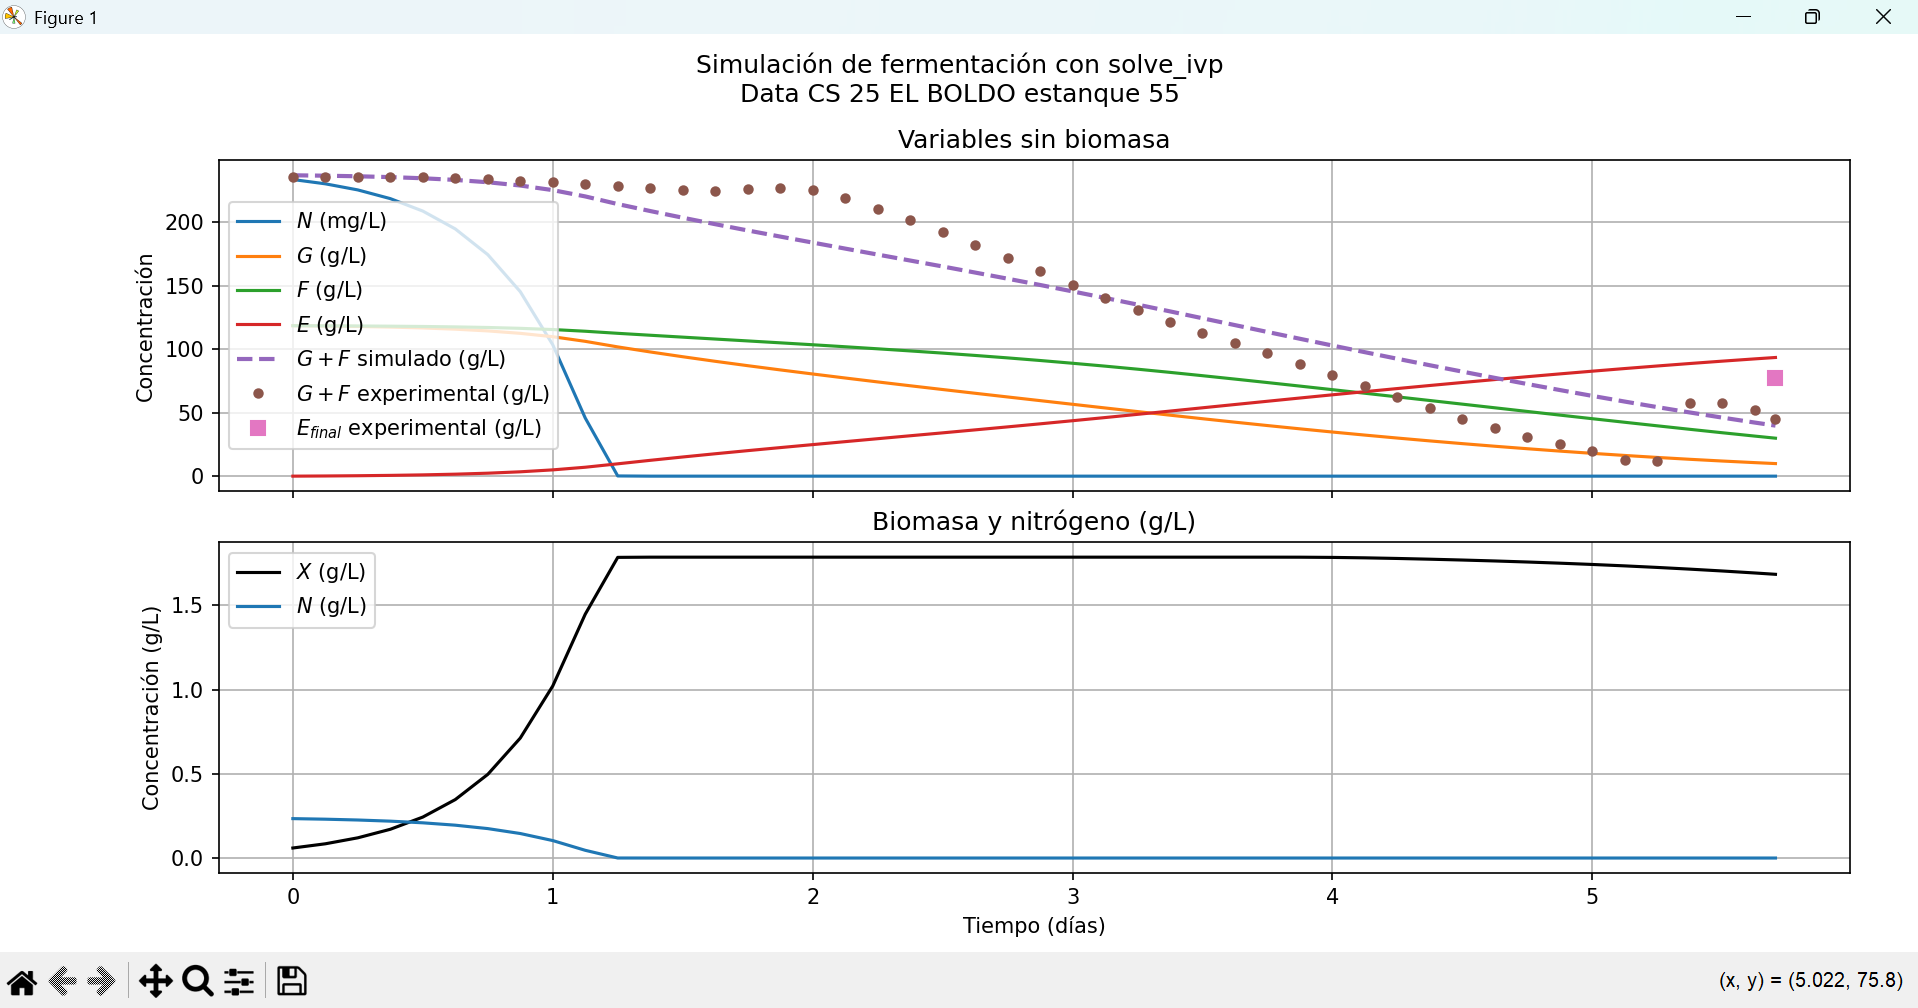 Figure 1
Simulación de fermentación con solve_ivp
Data CS 25 EL BOLDO estanque 55
Variables sin biomasa
Concentración
200
150
100
50
0
N (mg/L)
G (g/L)
F (g/L)
E (g/L)
G + F simulado (g/L)
G + F experimental (g/L)
E_final experimental (g/L)
Biomasa y nitrógeno (g/L)
Concentración (g/L)
1.5
1.0
0.5
0.0
X (g/L)
N (g/L)
0 1 2 3 4 5
Tiempo (días)
(x, y) = (5.022, 75.8)